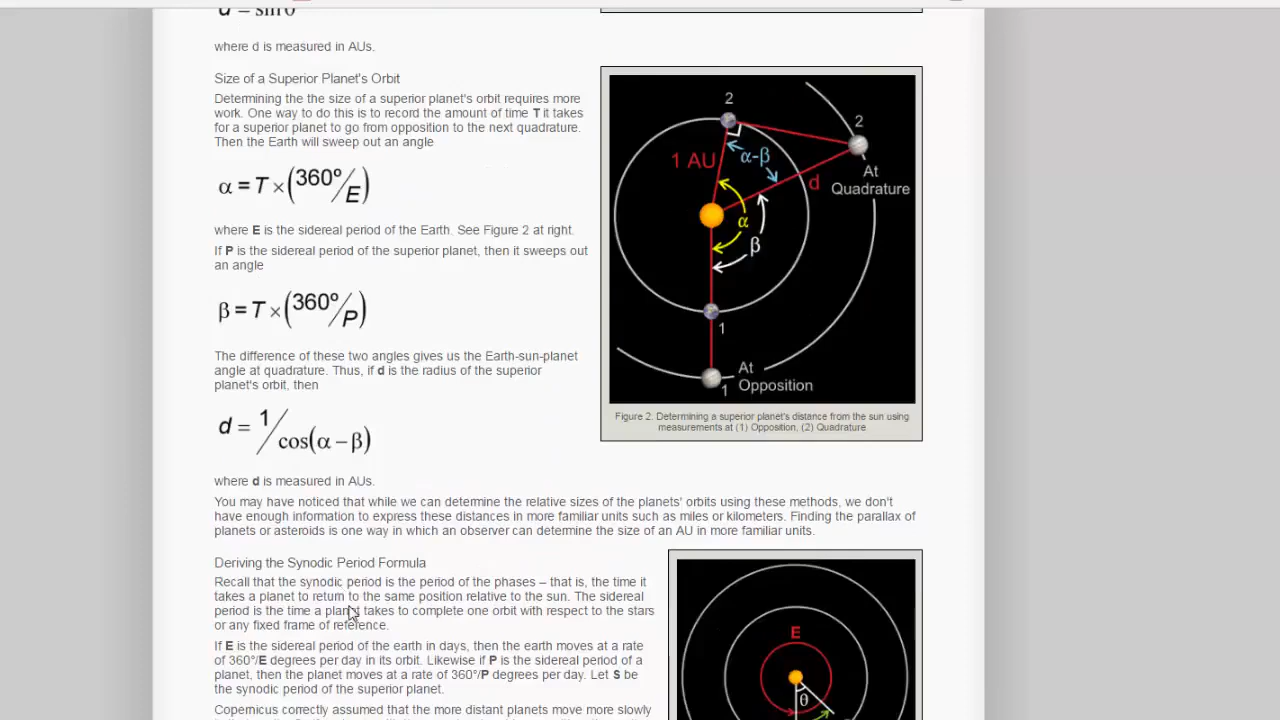 d = sin θ
where d is measured in AUs.
Size of a Superior Planet's Orbit
Determining the the size of a superior planet's orbit requires more
work. One way to do this is to record the amount of time T it takes
for a superior planet to go from opposition to the next quadrature.
Then the Earth will sweep out an angle
α = T × (360º/E)
where E is the sidereal period of the Earth. See Figure 2 at right.
If P is the sidereal period of the superior planet, then it sweeps out
an angle
β = T × (360º/P)
The difference of these two angles gives us the Earth-sun-planet
angle at quadrature. Thus, if d is the radius of the superior
planet's orbit, then
d = 1/cos(α – β)
where d is measured in AUs.
2
2
1 AU
α-β
At
Quadrature
d
α
β
1
At
Opposition
1
Figure 2. Determining a superior planet's distance from the sun using
measurements at (1) Opposition, (2) Quadrature
You may have noticed that while we can determine the relative sizes of the planets' orbits using these methods, we don't
have enough information to express these distances in more familiar units such as miles or kilometers. Finding the parallax of
planets or asteroids is one way in which an observer can determine the size of an AU in more familiar units.
Deriving the Synodic Period Formula
Recall that the synodic period is the period of the phases – that is, the time it
takes a planet to return to the same position relative to the sun. The sidereal
period is the time a planet takes to complete one orbit with respect to the stars
or any fixed frame of reference.
If E is the sidereal period of the earth in days, then the earth moves at a rate
of 360°/E degrees per day in its orbit. Likewise if P is the sidereal period of a
planet, then the planet moves at a rate of 360°/P degrees per day. Let S be
the synodic period of the superior planet.
Copernicus correctly assumed that the more distant planets move more slowly
E
θ